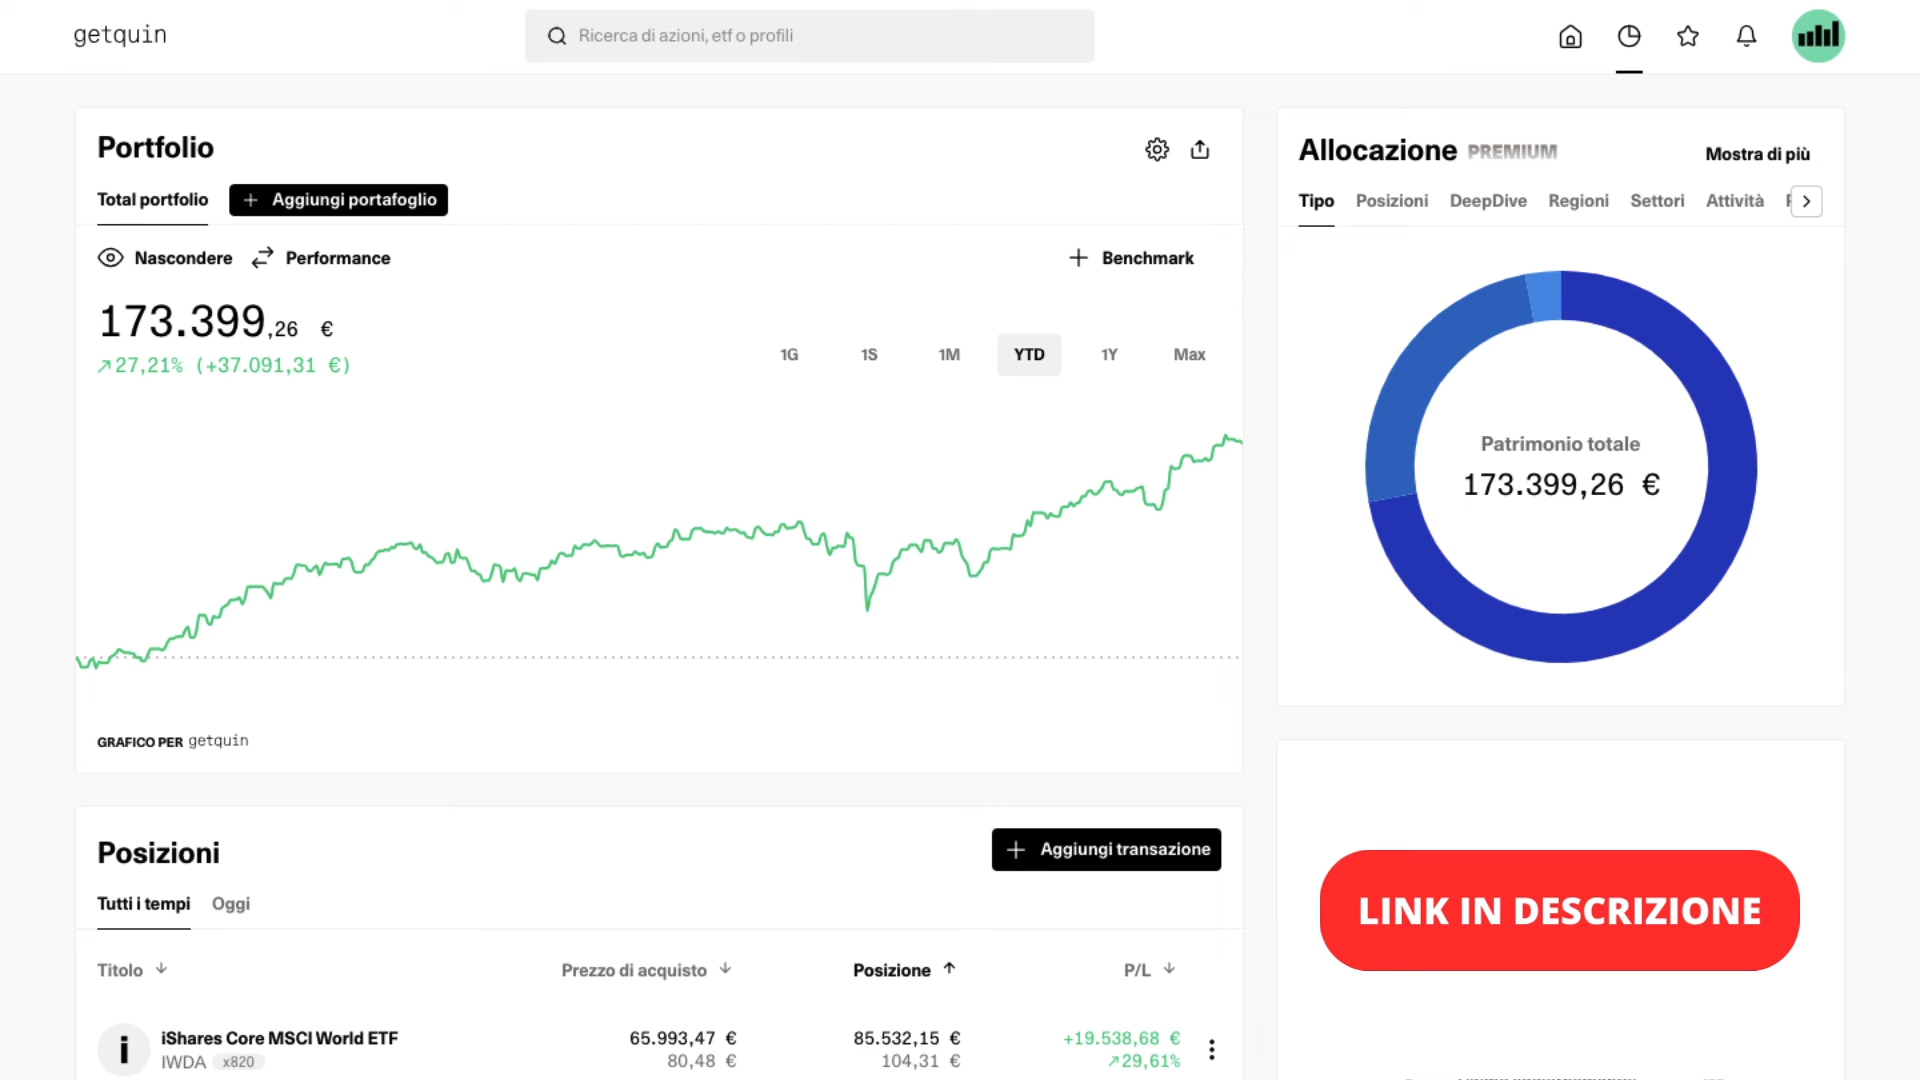 getquin
Ricerca di azioni, etf o profili
Portfolio
Total portfolio
Aggiungi portafoglio
Nascondere
Performance
Benchmark
173.399,26 €
27,21% (+37.091,31 €)
1G 1S 1M YTD 1Y Max
GRAFICO PER getquin
Allocazione PREMIUM
Mostra di più
Tipo Posizioni DeepDive Regioni Settori Attività
Patrimonio totale
173.399,26 €
Posizioni
Aggiungi transazione
Tutti i tempi Oggi
Titolo Prezzo di acquisto Posizione P/L
iShares Core MSCI World ETF 65.993,47 € 85.532,15 € +19.538,68 €
IWDA x820 80,48 € 104,31 € 29,61%
LINK IN DESCRIZIONE